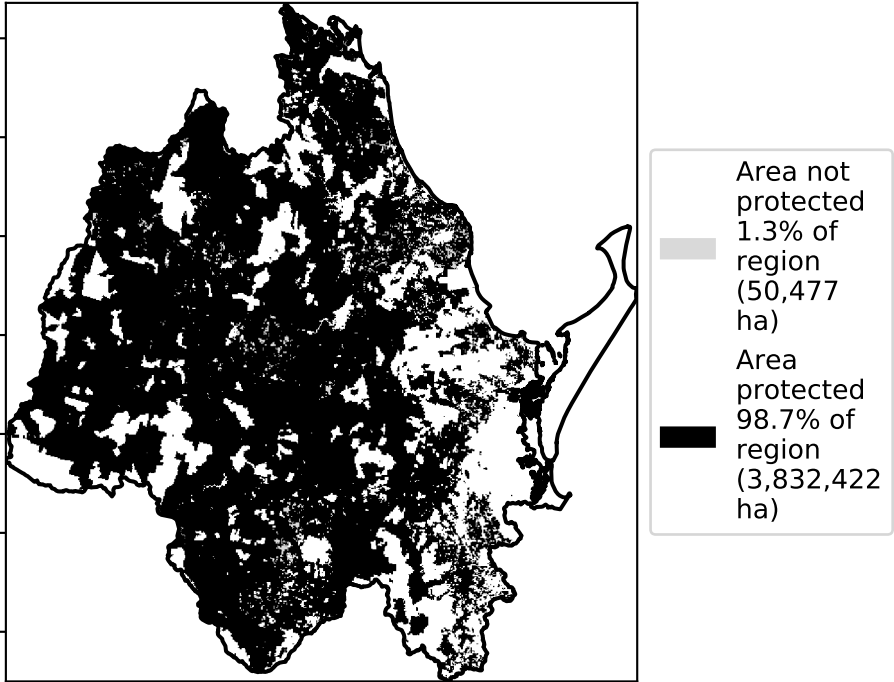 Area not
protected
1.3% of
region
(50,477
ha)
Area
protected
98.7% of
region
(3,832,422
ha)